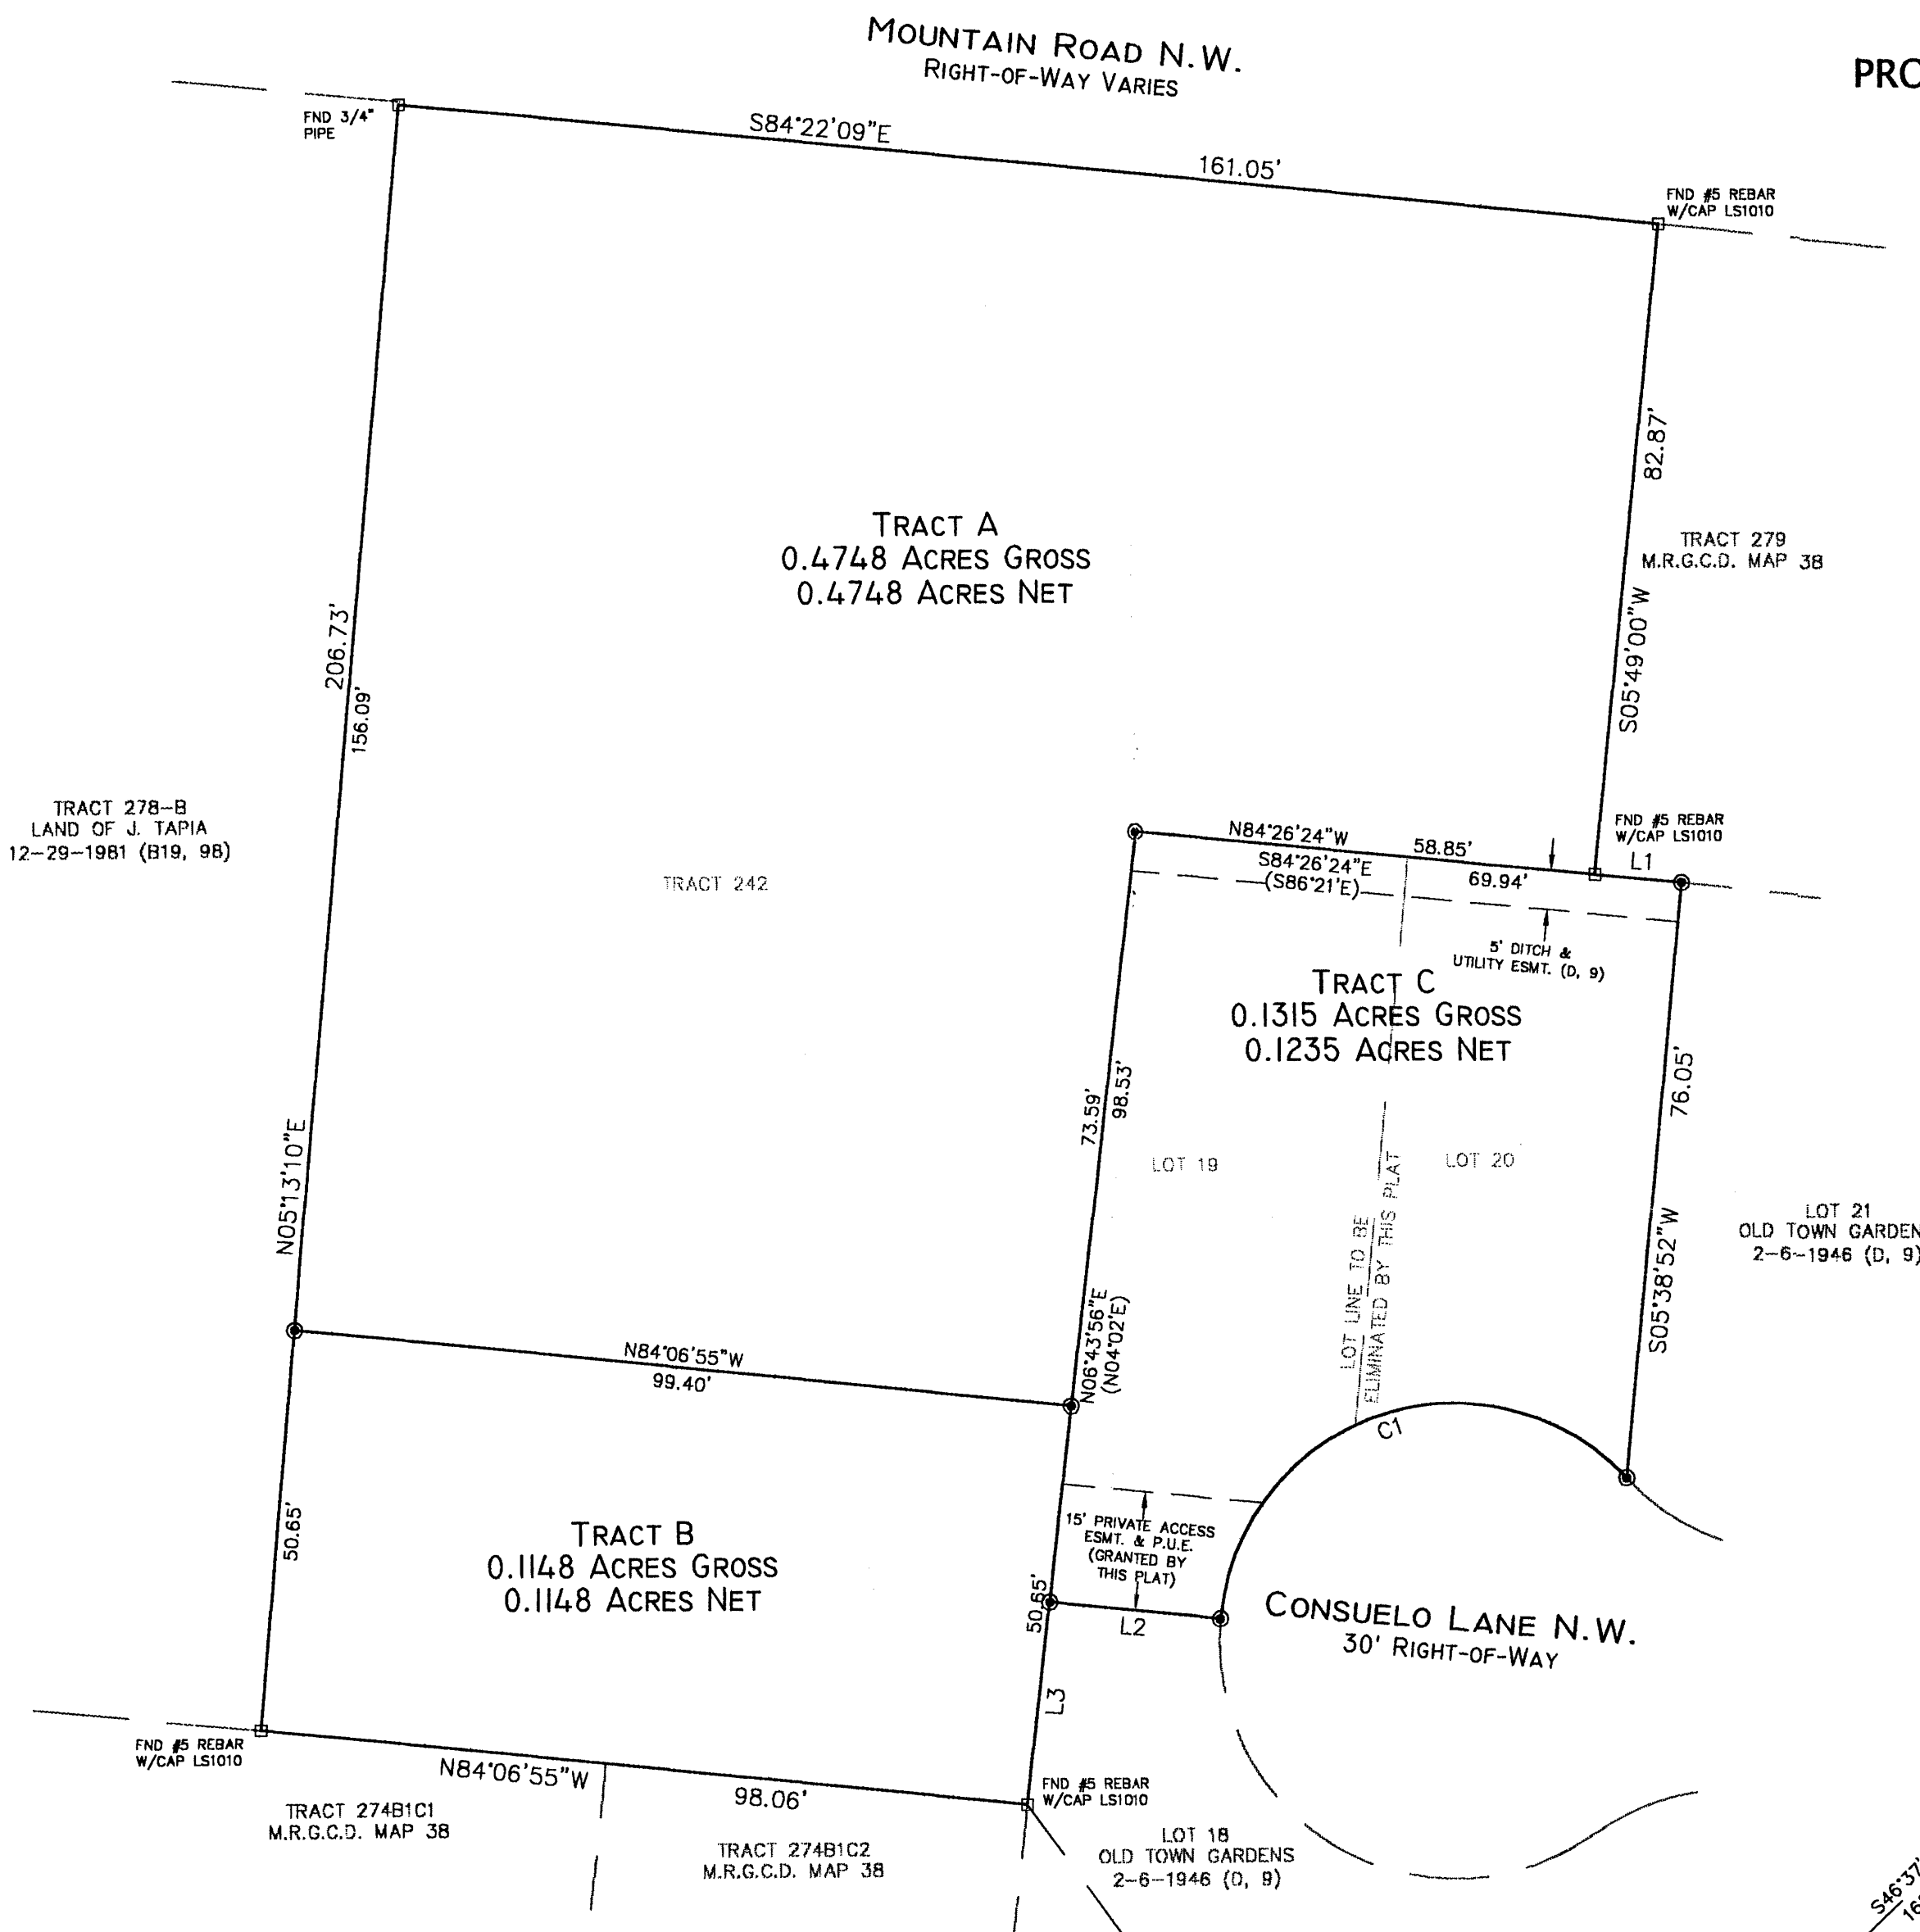 MOUNTAIN ROAD N.W.
RIGHT-OF-WAY VARIES
PRO
FND 3/4"
PIPE
S84°22'09"E
161.05'
FND #5 REBAR
W/CAP LS1010
82.87'
S05°49'00"W
TRACT A
0.4748 ACRES GROSS
0.4748 ACRES NET
TRACT 279
M.R.G.C.D. MAP 38
206.73'
156.09'
N05°13'10"E
TRACT 278-B
LAND OF J. TAPIA
12-29-1981 (B19, 98)
TRACT 242
N84°26'24"W
58.85'
S84°26'24"E
(S86°21'E)
69.94'
FND #5 REBAR
W/CAP LS1010
L1
5' DITCH &
UTILITY ESMT. (D, 9)
TRACT C
0.1315 ACRES GROSS
0.1235 ACRES NET
73.59'
98.53'
N06°43'56"E
(N04°02'E)
76.05'
S05°38'52"W
LOT 19
LOT 20
LOT LINE TO BE
ELIMINATED BY THIS PLAT
LOT 21
OLD TOWN GARDEN
2-6-1946 (D, 9)
N84°06'55"W
99.40'
C1
50.65'
TRACT B
0.1148 ACRES GROSS
0.1148 ACRES NET
15' PRIVATE ACCESS
ESMT. & P.U.E.
(GRANTED BY
THIS PLAT)
50.65'
L2
L3
CONSUELO LANE N.W.
30' RIGHT-OF-WAY
FND #5 REBAR
W/CAP LS1010
N84°06'55"W
98.06'
FND #5 REBAR
W/CAP LS1010
TRACT 274B1C1
M.R.G.C.D. MAP 38
TRACT 274B1C2
M.R.G.C.D. MAP 38
LOT 18
OLD TOWN GARDENS
2-6-1946 (D, 9)
S46°37'
16